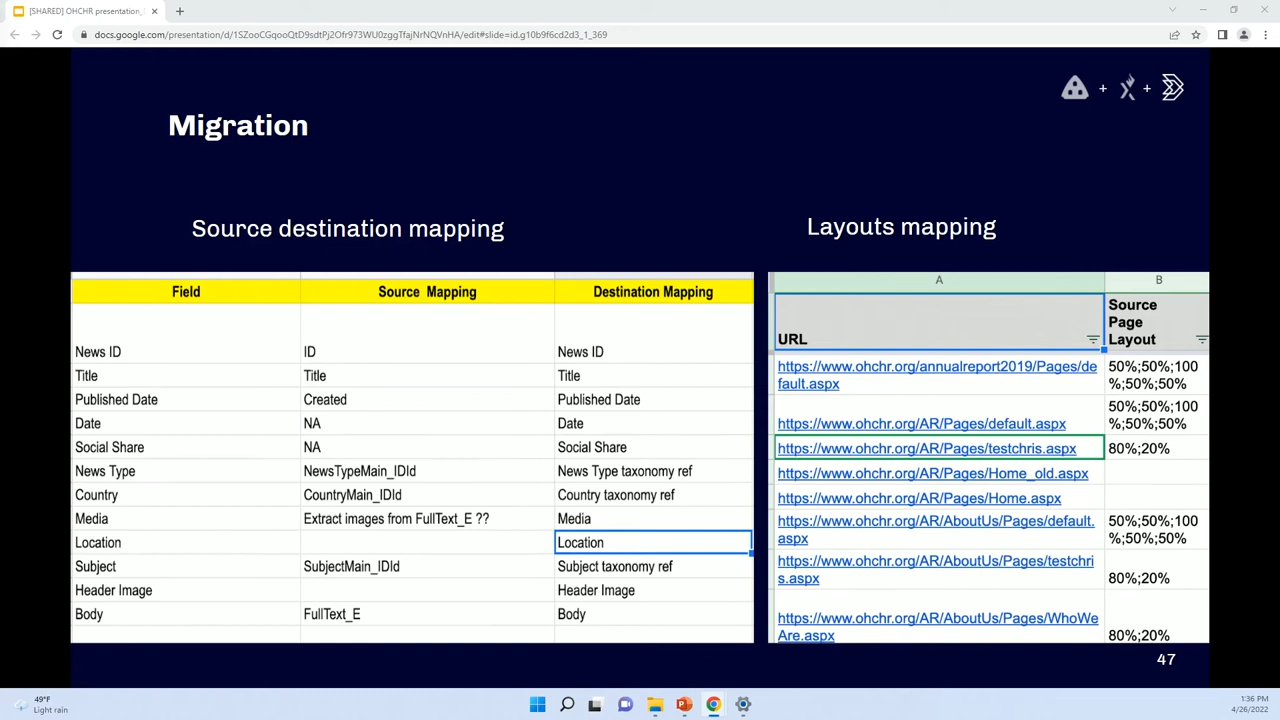 [SHARED] OHCHR presentation_
docs.google.com/presentation/d/1SZooCGqooQtD9sdtPj2Ofr973WU0zggTfajNrNQVnHA/edit#slide=id.g10b9f6cd2d3_1_369
+ +
Migration
Source destination mapping
Layouts mapping
Field Source Mapping Destination Mapping
News ID ID News ID
Title Title Title
Published Date Created Published Date
Date NA Date
Social Share NA Social Share
News Type NewsTypeMain_IDId News Type taxonomy ref
Country CountryMain_IDId Country taxonomy ref
Media Extract images from FullText_E ?? Media
Location Location
Subject SubjectMain_IDId Subject taxonomy ref
Header Image Header Image
Body FullText_E Body
A B
Source
Page
URL Layout
https://www.ohchr.org/annualreport2019/Pages/de 50%;50%;100
fault.aspx %;50%;50%
50%;50%;100
https://www.ohchr.org/AR/Pages/default.aspx %;50%;50%
https://www.ohchr.org/AR/Pages/testchris.aspx 80%;20%
https://www.ohchr.org/AR/Pages/Home_old.aspx
https://www.ohchr.org/AR/Pages/Home.aspx
https://www.ohchr.org/AR/AboutUs/Pages/default. 50%;50%;100
aspx %;50%;50%
https://www.ohchr.org/AR/AboutUs/Pages/testchri
s.aspx 80%;20%
https://www.ohchr.org/AR/AboutUs/Pages/WhoWe
Are.aspx 80%;20%
47
49°F
Light rain
1:36 PM
4/26/2022